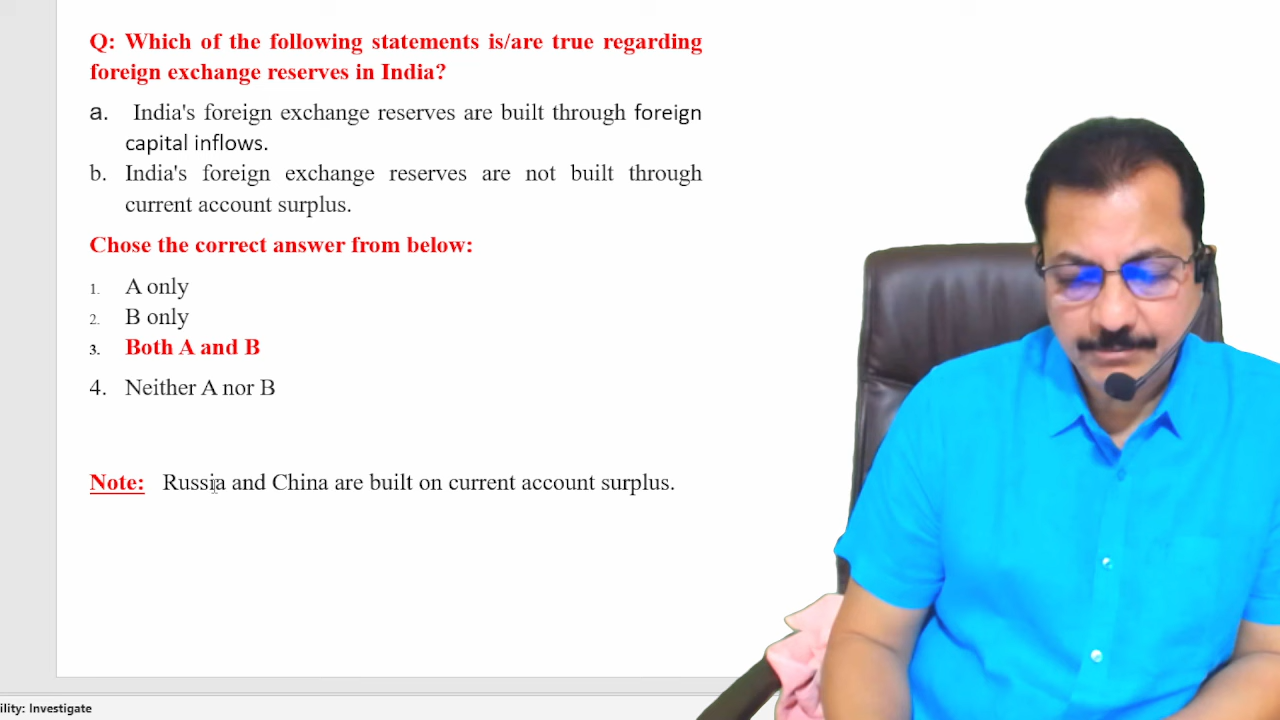 Q: Which of the following statements is/are true regarding
foreign exchange reserves in India?
a. India's foreign exchange reserves are built through foreign
capital inflows.
b. India's foreign exchange reserves are not built through
current account surplus.
Chose the correct answer from below:
1. A only
2. B only
3. Both A and B
4. Neither A nor B
Note: Russia and China are built on current account surplus.
ility: Investigate